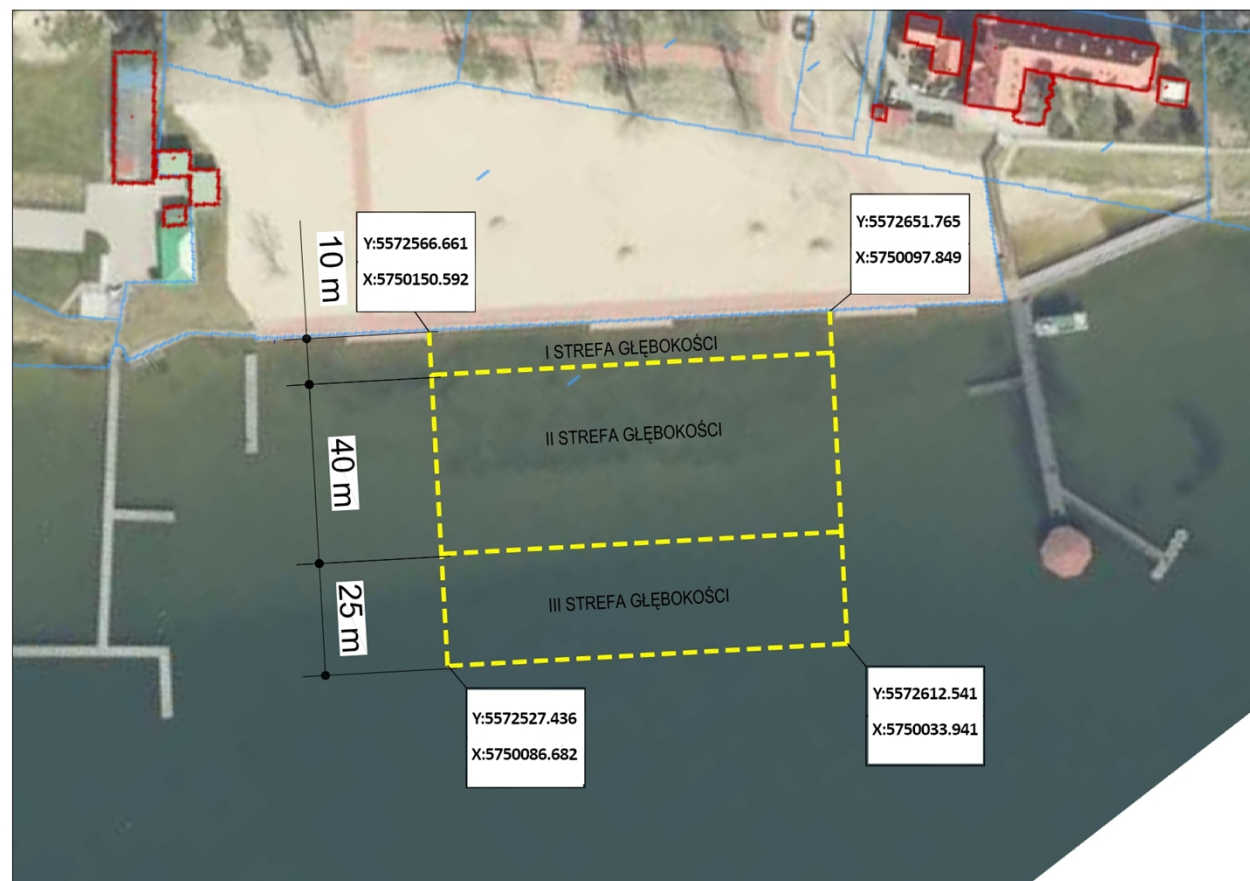 Y:5572651.765
X:5750097.849
Y:5572566.661
X:5750150.592
10 m
I STREFA GŁĘBOKOŚCI
II STREFA GŁĘBOKOŚCI
40 m
25 m
III STREFA GŁĘBOKOŚCI
Y:5572612.541
X:5750033.941
Y:5572527.436
X:5750086.682